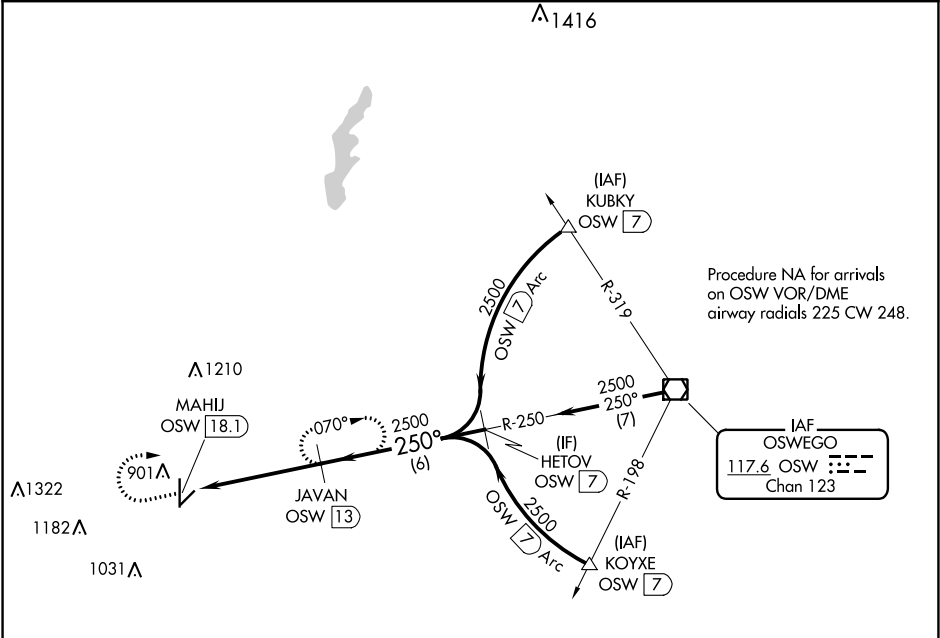 1416
(IAF)
KUBKY
OSW 7
2500
OSW 7 Arc
R-319
Procedure NA for arrivals
on OSW VOR/DME
airway radials 225 CW 248.
1210
MAHIJ
OSW 18.1
070°
2500
250°
(6)
R-250
2500
250°
(7)
(IF)
HETOV
OSW 7
IAF
OSWEGO
117.6 OSW
Chan 123
901
JAVAN
OSW 13
R-198
2500
OSW 7 Arc
(IAF)
KOYXE
OSW 7
1322
1182
1031